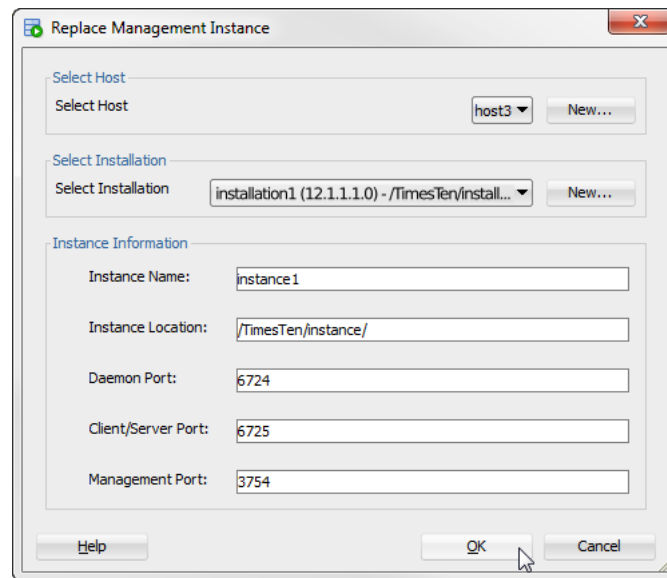 Replace Management Instance
Select Host
Select Host host3 New...
Select Installation
Select Installation installation1 (12.1.1.1.0) - /TimesTen/install... New...
Instance Information
Instance Name: instance1
Instance Location: /TimesTen/instance/
Daemon Port: 6724
Client/Server Port: 6725
Management Port: 3754
Help OK Cancel